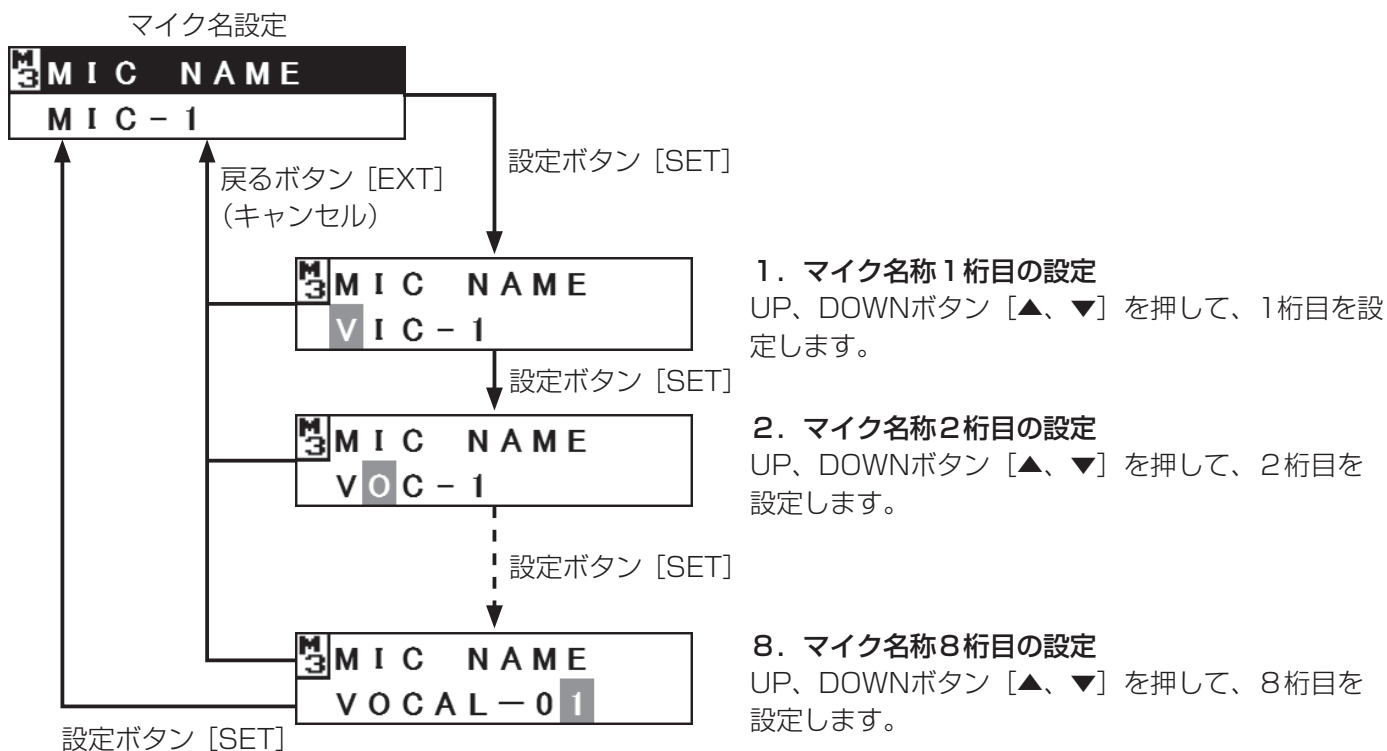 マイク名設定
M3 MIC NAME
MIC-1
設定ボタン［SET］
戻るボタン［EXT］
（キャンセル）
M3 MIC NAME
VIC-1
1．マイク名称1桁目の設定
UP、DOWNボタン［▲、▼］を押して、1桁目を設
定します。
設定ボタン［SET］
M3 MIC NAME
VOC-1
2．マイク名称2桁目の設定
UP、DOWNボタン［▲、▼］を押して、2桁目を
設定します。
設定ボタン［SET］
M3 MIC NAME
VOCAL-01
8．マイク名称8桁目の設定
UP、DOWNボタン［▲、▼］を押して、8桁目を
設定します。
設定ボタン［SET］